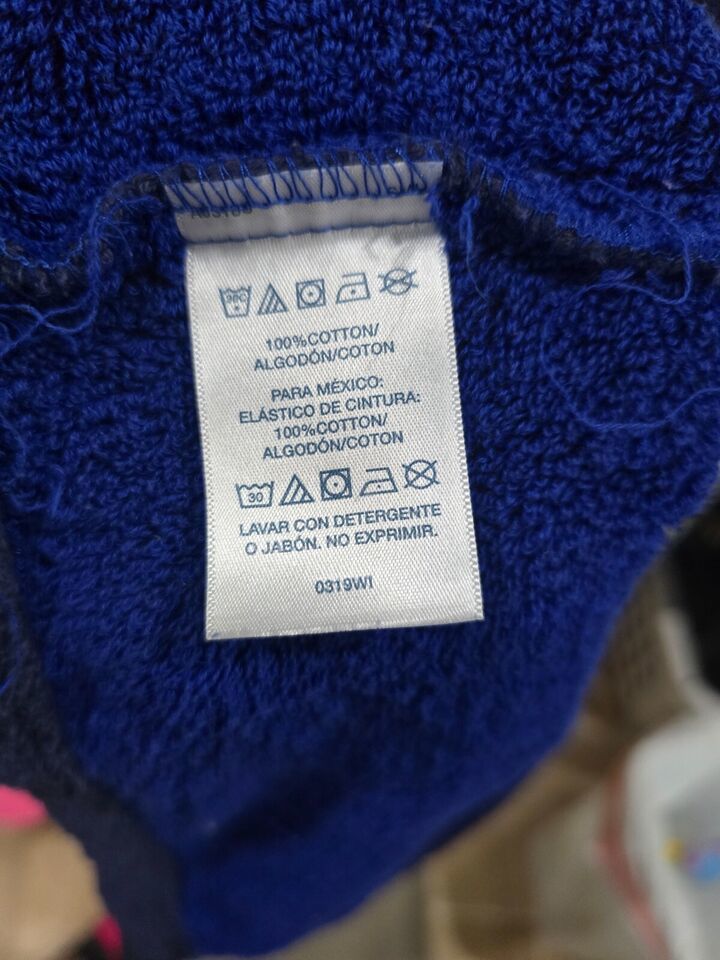 30C
100%COTTON/
ALGODÓN/COTON
PARA MÉXICO:
ELÁSTICO DE CINTURA:
100%COTTON/
ALGODÓN/COTON
30
LAVAR CON DETERGENTE
O JABÓN. NO EXPRIMIR.
0319WI